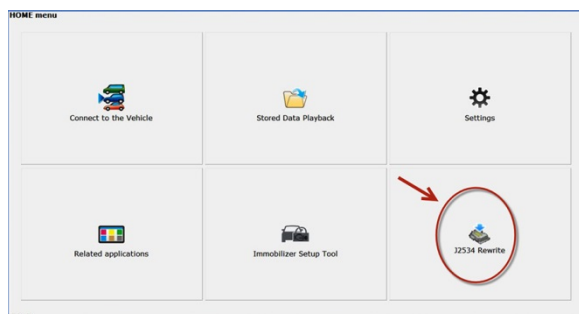 HOME menu
Connect to the Vehicle
Stored Data Playback
Settings
Related applications
Immobilizer Setup Tool
J2534 Rewrite